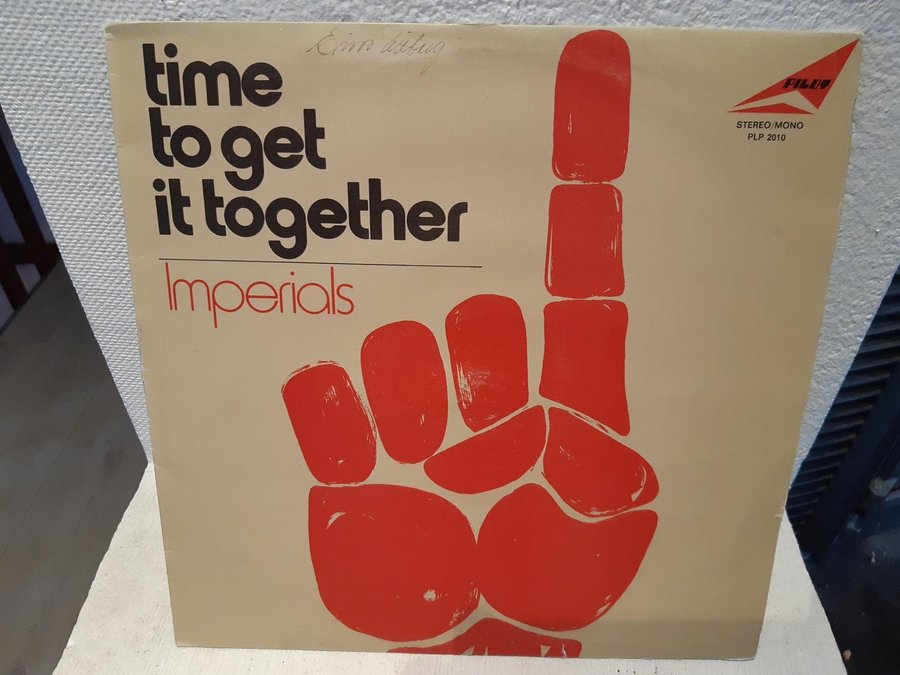 time
to get
it together
Imperials
PILOT
STEREO/MONO
PLP 2010